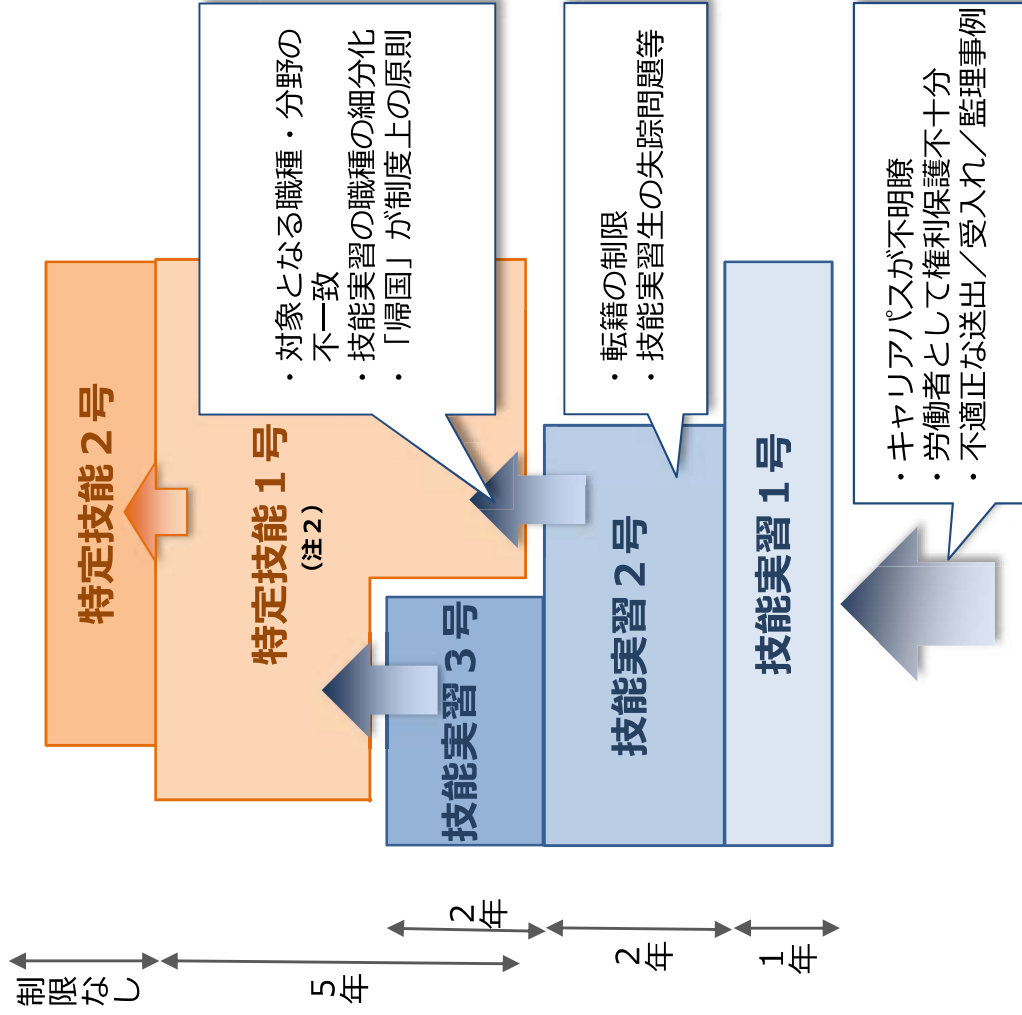 制限なし
5年
2年
2年
1年
特定技能２号
特定技能１号
（注２）
技能実習３号
技能実習２号
技能実習１号
・対象となる職種・分野の
不一致
・技能実習の職種の細分化
・「帰国」が制度上の原則
・転籍の制限
・技能実習生の失踪問題等
・キャリアパスが不明瞭
・労働者として権利保護不十分
・不適正な送出／受入れ／監理事例